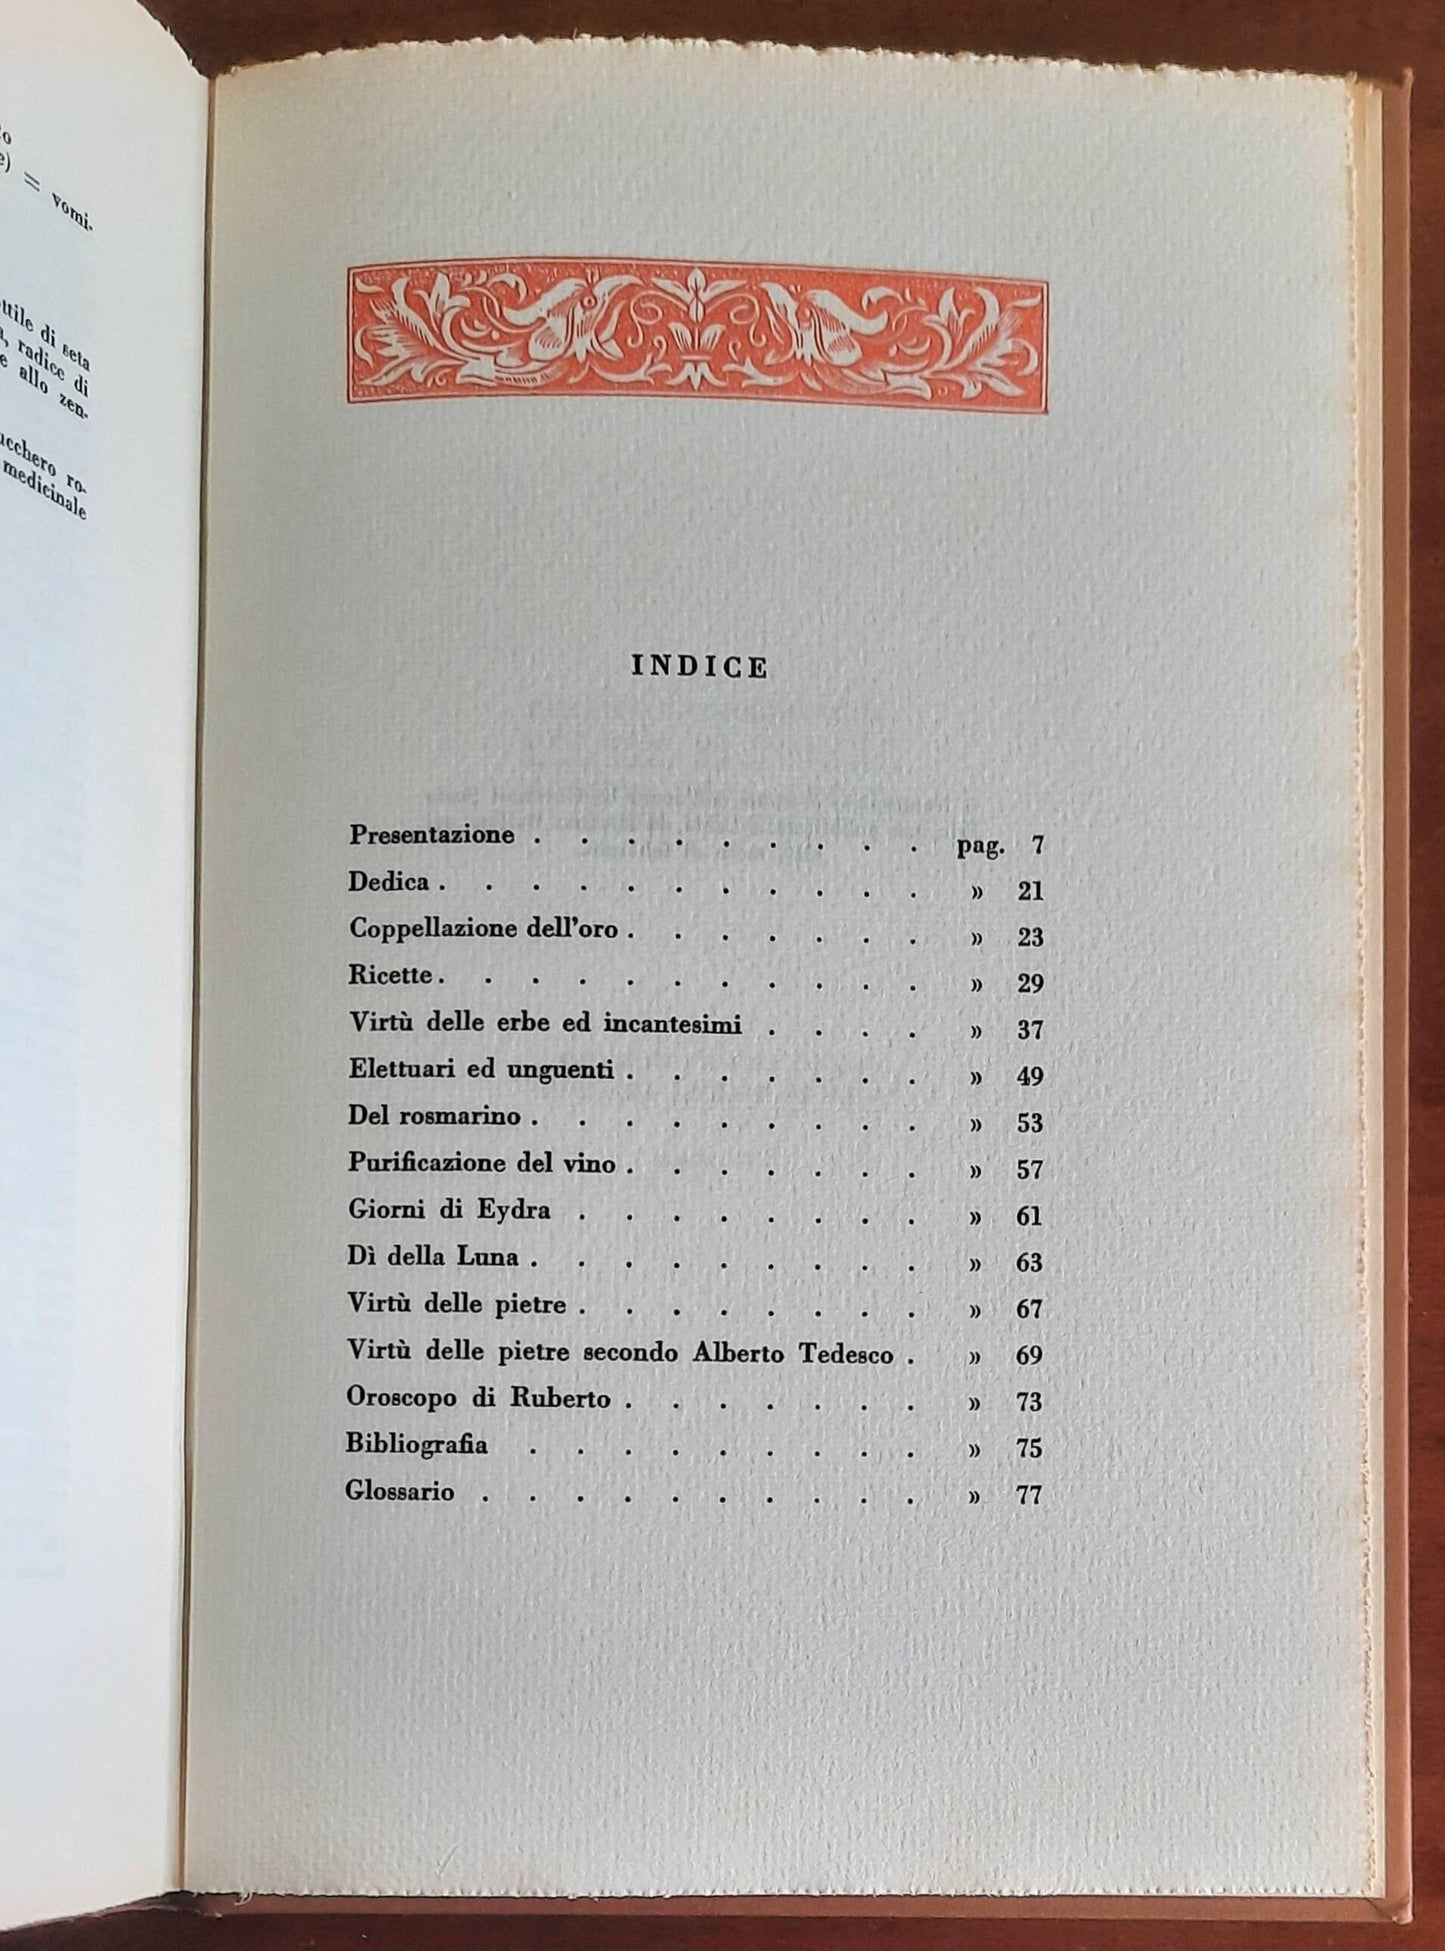 ) = vomi-
di seta
radice di
allo zen-
ro-
medicinale
INDICE
Presentazione . . . . . . . . . pag. 7
Dedica . . . . . . . . . . . » 21
Coppellazione dell'oro . . . . . . . » 23
Ricette . . . . . . . . . . . » 29
Virtù delle erbe ed incantesimi . . . . » 37
Elettuari ed unguenti . . . . . . . » 49
Del rosmarino . . . . . . . . . » 53
Purificazione del vino . . . . . . . » 57
Giorni di Eydra . . . . . . . . » 61
Dì della Luna . . . . . . . . . » 63
Virtù delle pietre . . . . . . . . » 67
Virtù delle pietre secondo Alberto Tedesco . » 69
Oroscopo di Ruberto . . . . . . . » 73
Bibliografia . . . . . . . . . » 75
Glossario . . . . . . . . . . » 77